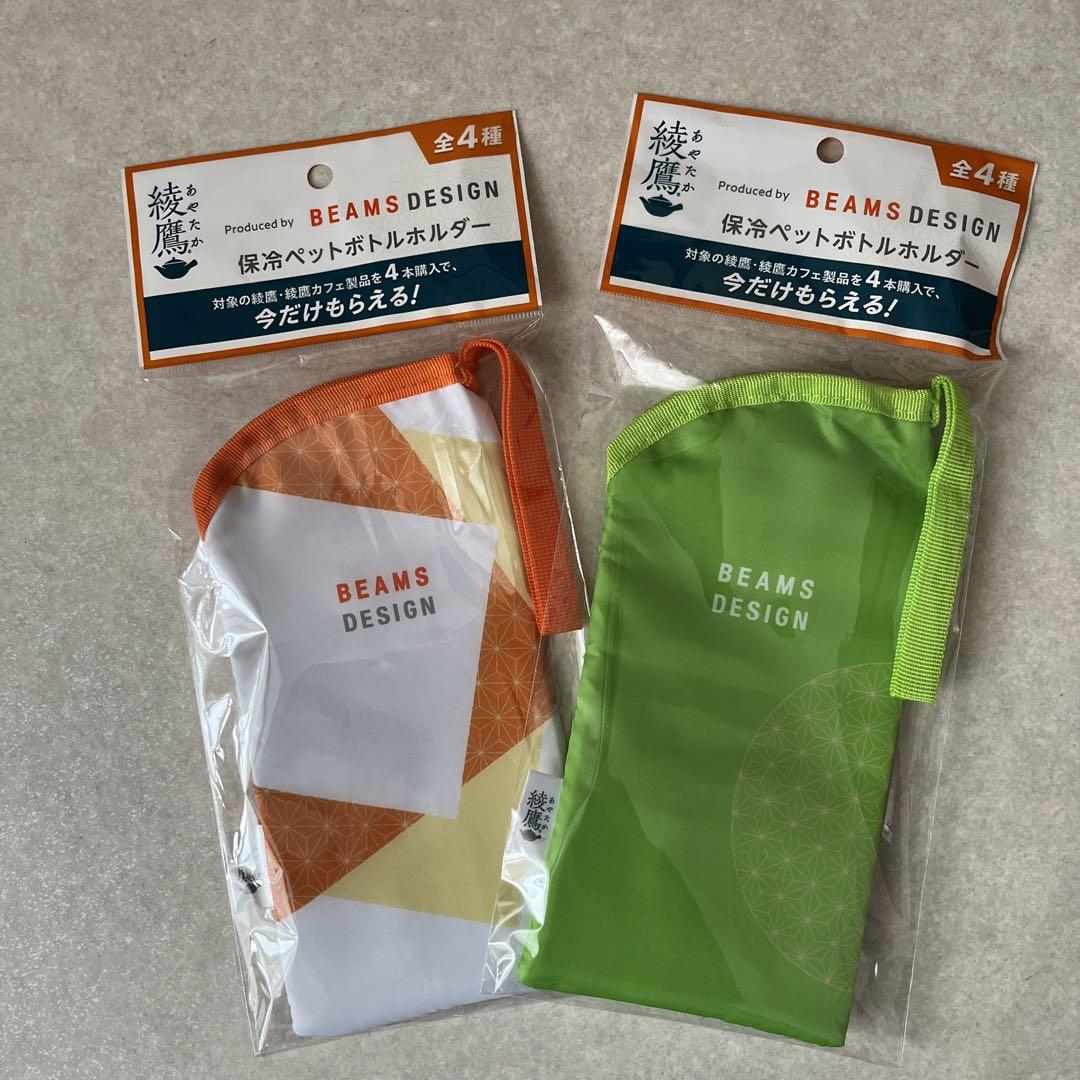 全4種
綾鷹
あやたか
Produced by BEAMS DESIGN
保冷ペットボトルホルダー
対象の綾鷹・綾鷹カフェ製品を4本購入で、
今だけもらえる!
BEAMS
DESIGN
全4種
綾鷹
あやたか
Produced by BEAMS DESIGN
保冷ペットボトルホルダー
対象の綾鷹・綾鷹カフェ製品を4本購入で、
今だけもらえる!
BEAMS
DESIGN
綾鷹
あやたか